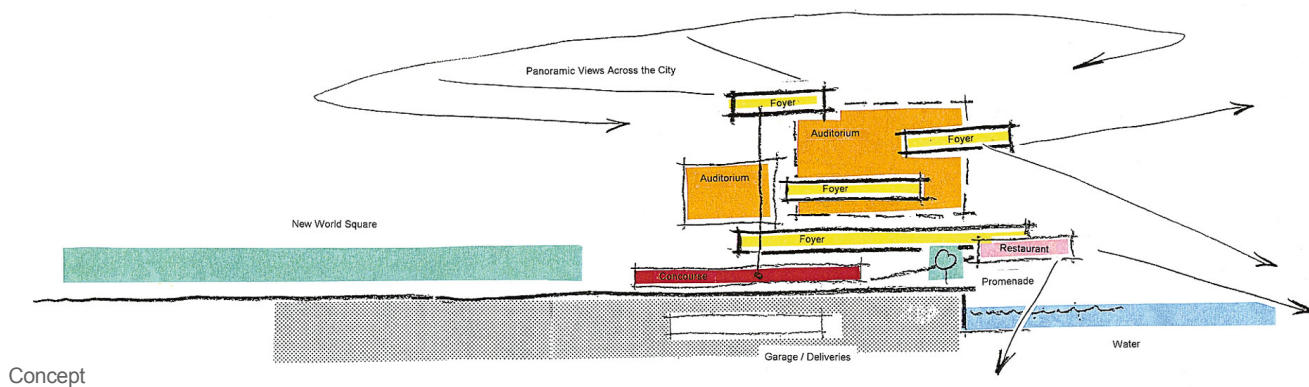 Panoramic Views Across the City
Foyer
Auditorium
Foyer
Auditorium
Foyer
New World Square
Foyer
Restaurant
Concourse
Promenade
Water
Garage / Deliveries
Concept